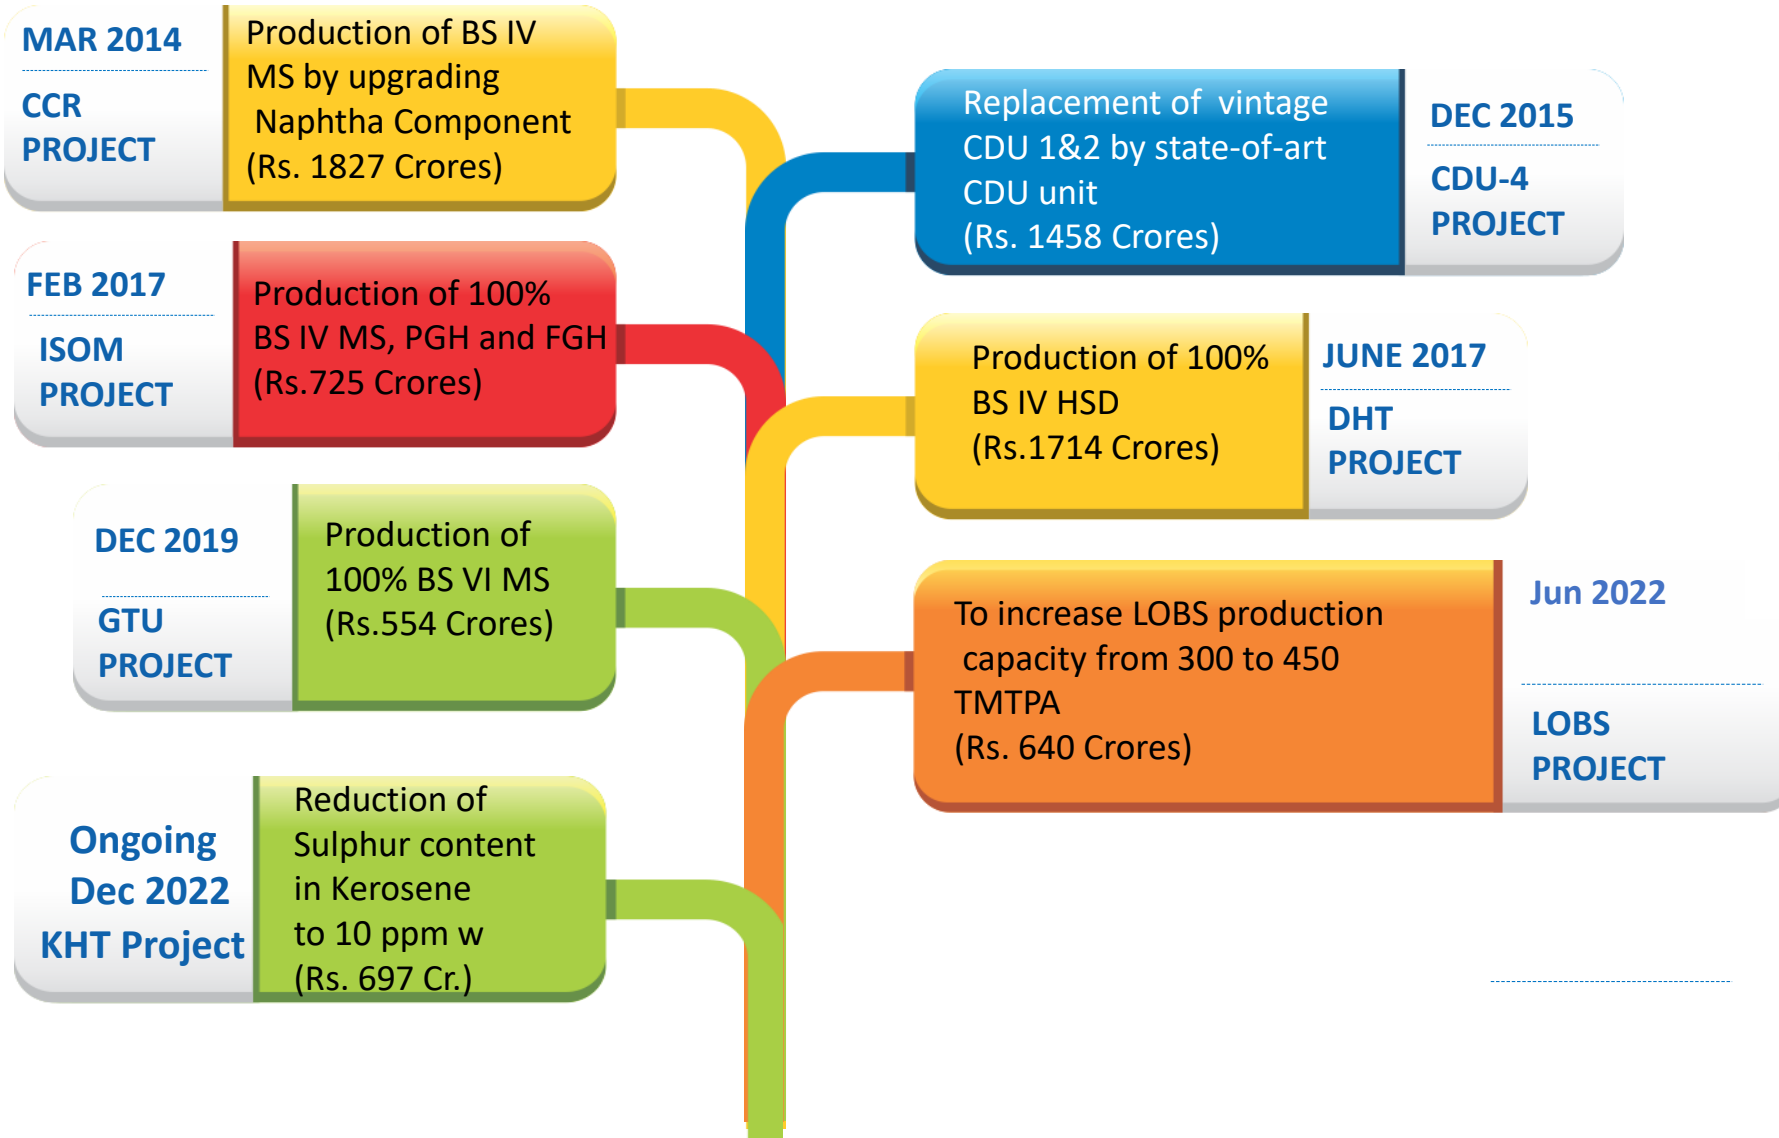 MAR 2014
CCR
PROJECT
Production of BS IV
MS by upgrading
Naphtha Component
(Rs. 1827 Crores)
Replacement of vintage
CDU 1&2 by state-of-art
CDU unit
(Rs. 1458 Crores)
DEC 2015
CDU-4
PROJECT
FEB 2017
ISOM
PROJECT
Production of 100%
BS IV MS, PGH and FGH
(Rs.725 Crores)
Production of 100%
BS IV HSD
(Rs.1714 Crores)
JUNE 2017
DHT
PROJECT
DEC 2019
GTU
PROJECT
Production of
100% BS VI MS
(Rs.554 Crores)
To increase LOBS production
capacity from 300 to 450
TMTPA
(Rs. 640 Crores)
Jun 2022
LOBS
PROJECT
Ongoing
Dec 2022
KHT Project
Reduction of
Sulphur content
in Kerosene
to 10 ppm w
(Rs. 697 Cr.)